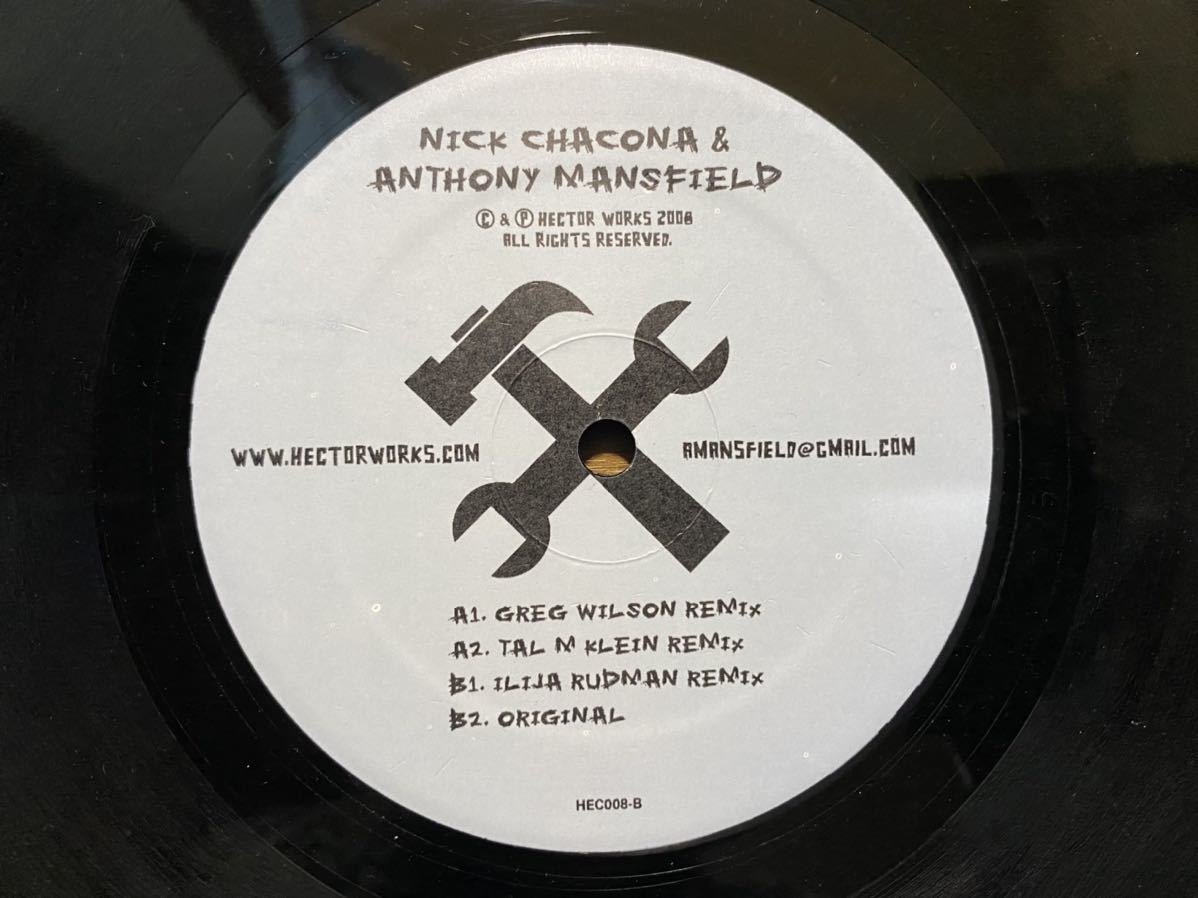 NICK CHACONA &
ANTHONY MANSFIELD
© & ℗ HECTOR WORKS 2008
ALL RIGHTS RESERVED.
WWW.HECTORWORKS.COM
AMANSFIELD@GMAIL.COM
A1. GREG WILSON REMIX
A2. TAL M KLEIN REMIX
B1. ILIJA RUDMAN REMIX
B2. ORIGINAL
HEC008-B